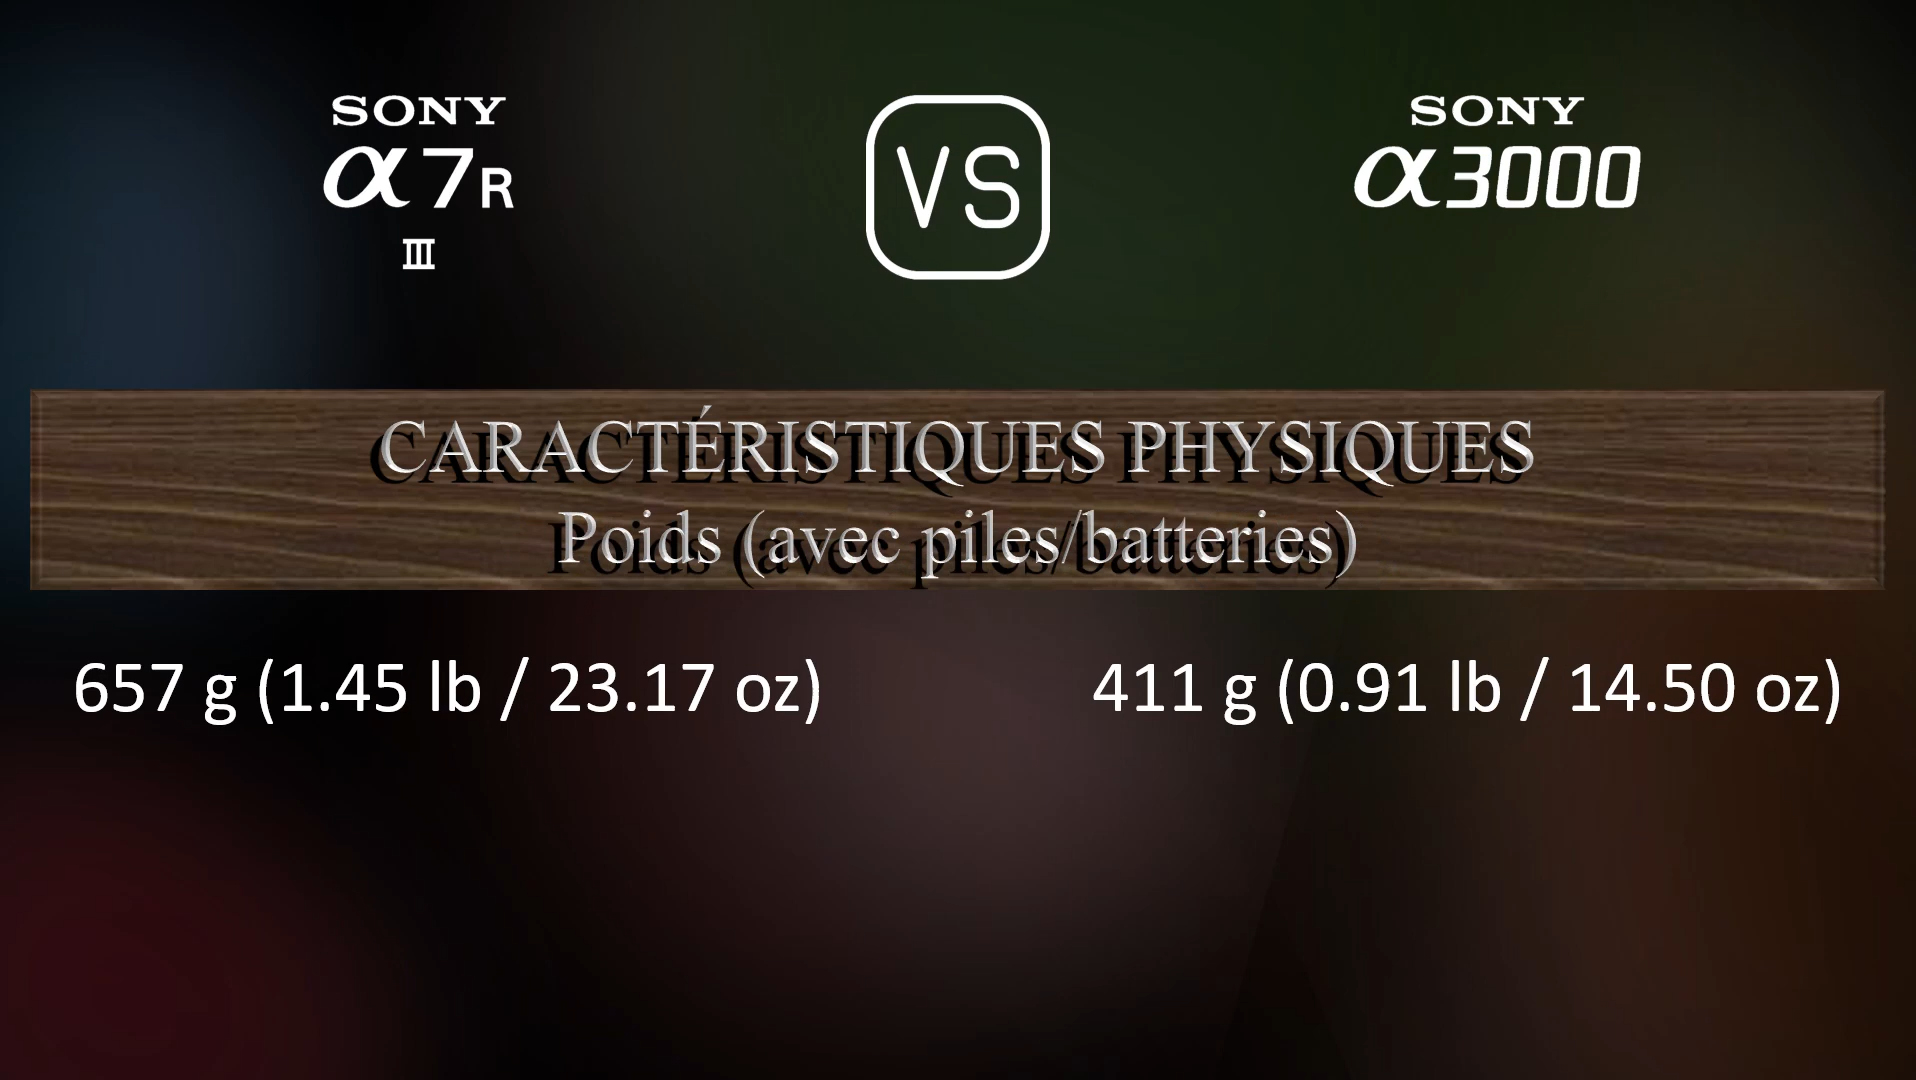 SONY
α7R
III
VS
SONY
α3000
CARACTÉRISTIQUES PHYSIQUES
Poids (avec piles/batteries)
657 g (1.45 lb / 23.17 oz)
411 g (0.91 lb / 14.50 oz)